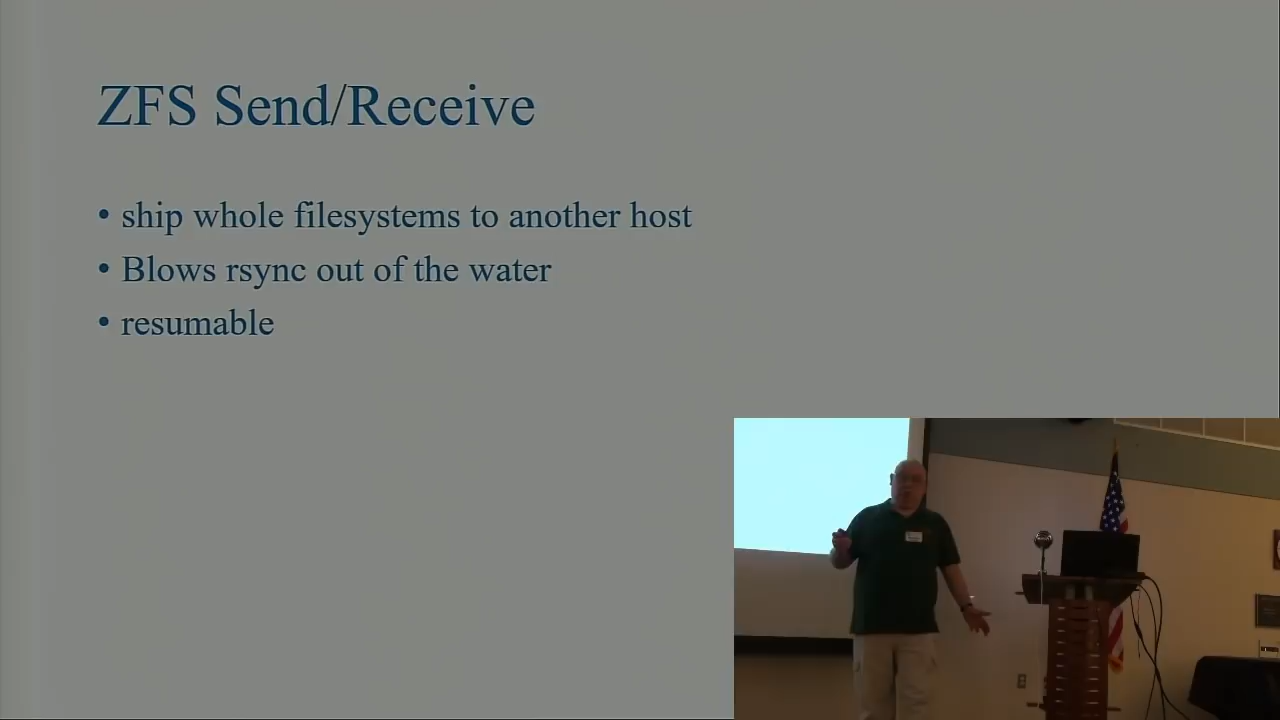 ZFS Send/Receive
• ship whole filesystems to another host
• Blows rsync out of the water
• resumable